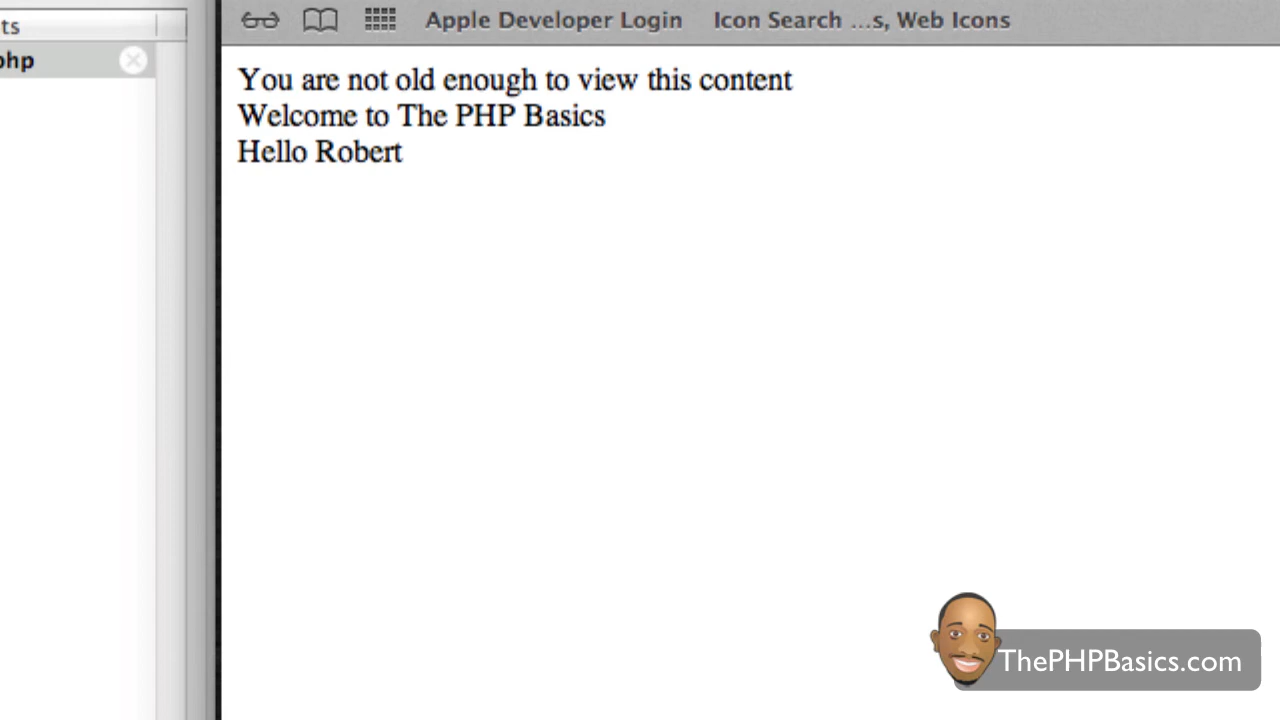 ts
php
Apple Developer Login Icon Search ...s, Web Icons
You are not old enough to view this content
Welcome to The PHP Basics
Hello Robert
ThePHPBasics.com